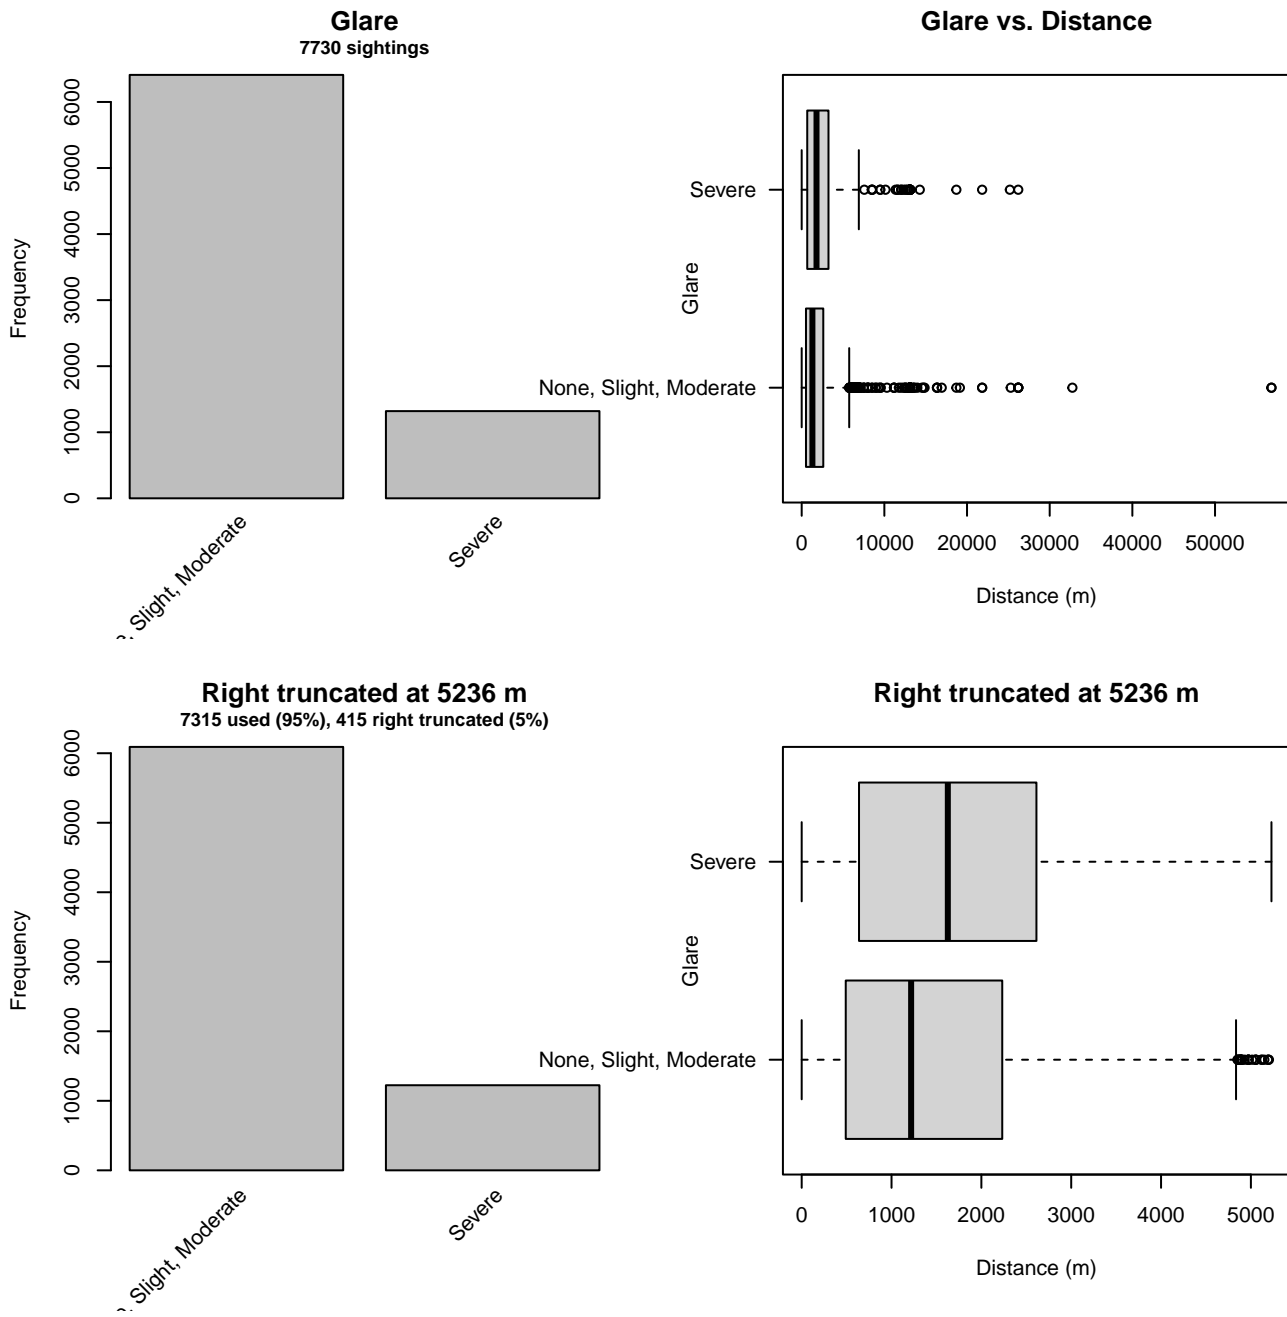 Glare
7730 sightings
Frequency
0
1000
2000
3000
4000
5000
6000
Slight, Moderate
Severe
Glare vs. Distance
Glare
Severe
None, Slight, Moderate
0 10000 20000 30000 40000 50000
Distance (m)
Right truncated at 5236 m
7315 used (95%), 415 right truncated (5%)
Frequency
0
1000
2000
3000
4000
5000
6000
Slight, Moderate
Severe
Right truncated at 5236 m
Glare
Severe
None, Slight, Moderate
0 1000 2000 3000 4000 5000
Distance (m)